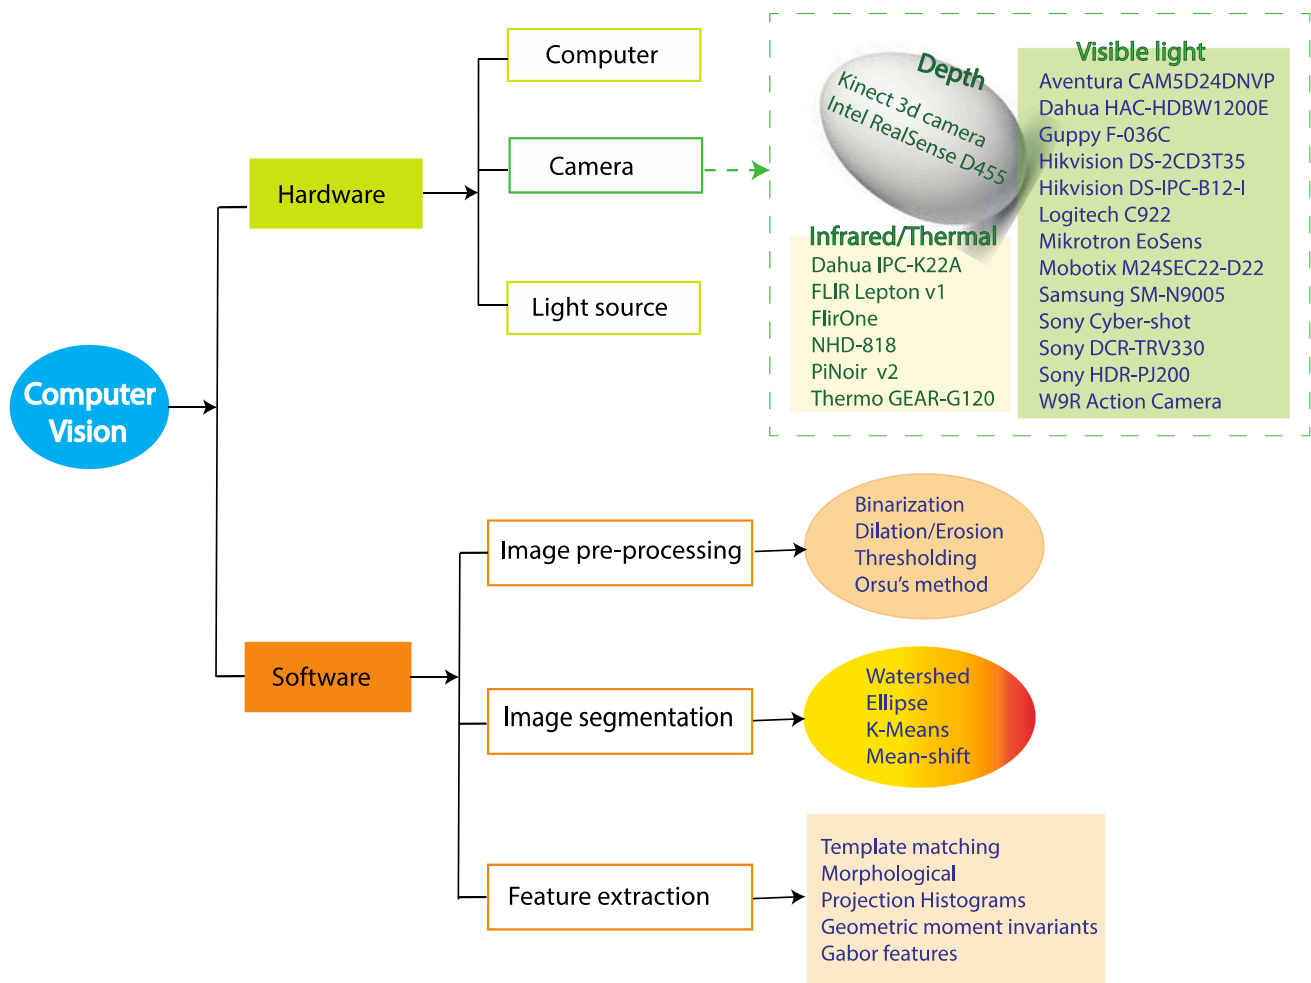 Computer
Vision
Hardware
Computer
Camera
Light source
Depth
Kinect 3d camera
Intel RealSense D455
Infrared/Thermal
Dahua IPC-K22A
FLIR Lepton v1
FlirOne
NHD-818
PiNoir v2
Thermo GEAR-G120
Visible light
Aventura CAM5D24DNVP
Dahua HAC-HDBW1200E
Guppy F-036C
Hikvision DS-2CD3T35
Hikvision DS-IPC-B12-I
Logitech C922
Mikrotron EoSens
Mobotix M24SEC22-D22
Samsung SM-N9005
Sony Cyber-shot
Sony DCR-TRV330
Sony HDR-PJ200
W9R Action Camera
Software
Image pre-processing
Binarization
Dilation/Erosion
Thresholding
Orsu's method
Image segmentation
Watershed
Ellipse
K-Means
Mean-shift
Feature extraction
Template matching
Morphological
Projection Histograms
Geometric moment invariants
Gabor features